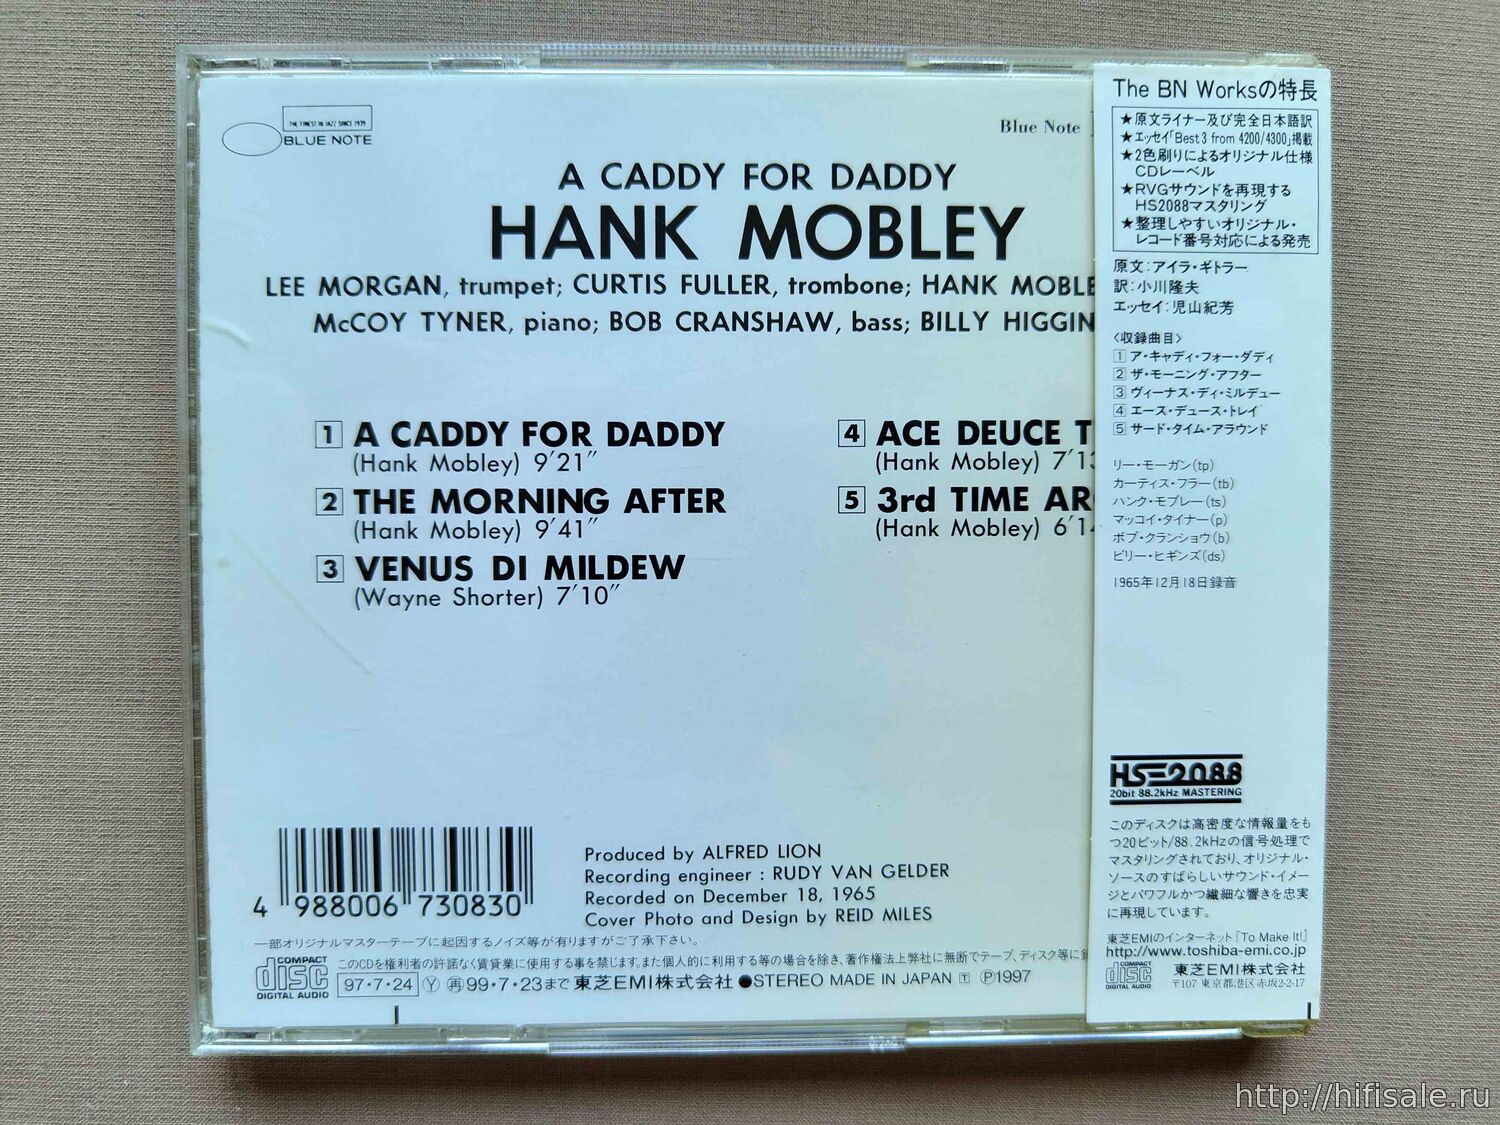 THE FINEST IN JAZZ SINCE 1939
BLUE NOTE
Blue Note
A CADDY FOR DADDY
HANK MOBLEY
LEE MORGAN, trumpet; CURTIS FULLER, trombone; HANK MOBLE
McCOY TYNER, piano; BOB CRANSHAW, bass; BILLY HIGGIN
1 A CADDY FOR DADDY
(Hank Mobley) 9'21"
2 THE MORNING AFTER
(Hank Mobley) 9'41"
3 VENUS DI MILDEW
(Wayne Shorter) 7'10"
4 ACE DEUCE T
(Hank Mobley) 7'13
5 3rd TIME ARO
(Hank Mobley) 6'14
4 988006 730830
Produced by ALFRED LION
Recording engineer : RUDY VAN GELDER
Recorded on December 18, 1965
Cover Photo and Design by REID MILES
一部オリジナルマスターテープに起因するノイズ等が有りますがご了承下さい。
COMPACT
disc
DIGITAL AUDIO
このCDを権利者の許諾なく賃貸業に使用する事を禁じます。また個人的に利用する等の場合を除き、著作権法上弊社に無断でテープ、ディスク等に
97・7・24 Ⓨ 再 99・7・23まで 東芝EMI株式会社 ●STEREO MADE IN JAPAN T Ⓟ1997
The BN Worksの特長
★原文ライナー及び完全日本語訳
★エッセイ「Best3 from 4200/4300」掲載
★2色刷りによるオリジナル仕様
CDレーベル
★RVGサウンドを再現する
HS2088マスタリング
★整理しやすいオリジナル・
レコード番号対応による発売
原文:アイラ・ギトラー
訳:小川隆夫
エッセイ:児山紀芳
〈収録曲目〉
1 ア・キャディ・フォー・ダディ
2 ザ・モーニング・アフター
3 ヴィーナス・ディ・ミルデュー
4 エース・デュース・トレイ
5 サード・タイム・アラウンド
リー・モーガン(tp)
カーティス・フラー(tb)
ハンク・モブレー(ts)
マッコイ・タイナー(p)
ボブ・クランショウ(b)
ビリー・ヒギンズ(ds)
1965年12月18日録音
HS2088
20bit 88.2kHz MASTERING
このディスクは高密度な情報量をも
つ20ビット/88.2kHzの信号処理で
マスタリングされており、オリジナル・
ソースのすばらしいサウンド・イメー
ジとパワフルかつ繊細な響きを忠実
に再現しています。
東芝EMIのインターネット『To Make It!』
http://www.toshiba-emi.co.jp
COMPACT
disc
DIGITAL AUDIO
東芝EMI株式会社
〒107 東京都港区赤坂2-2-17
http://hifisale.ru